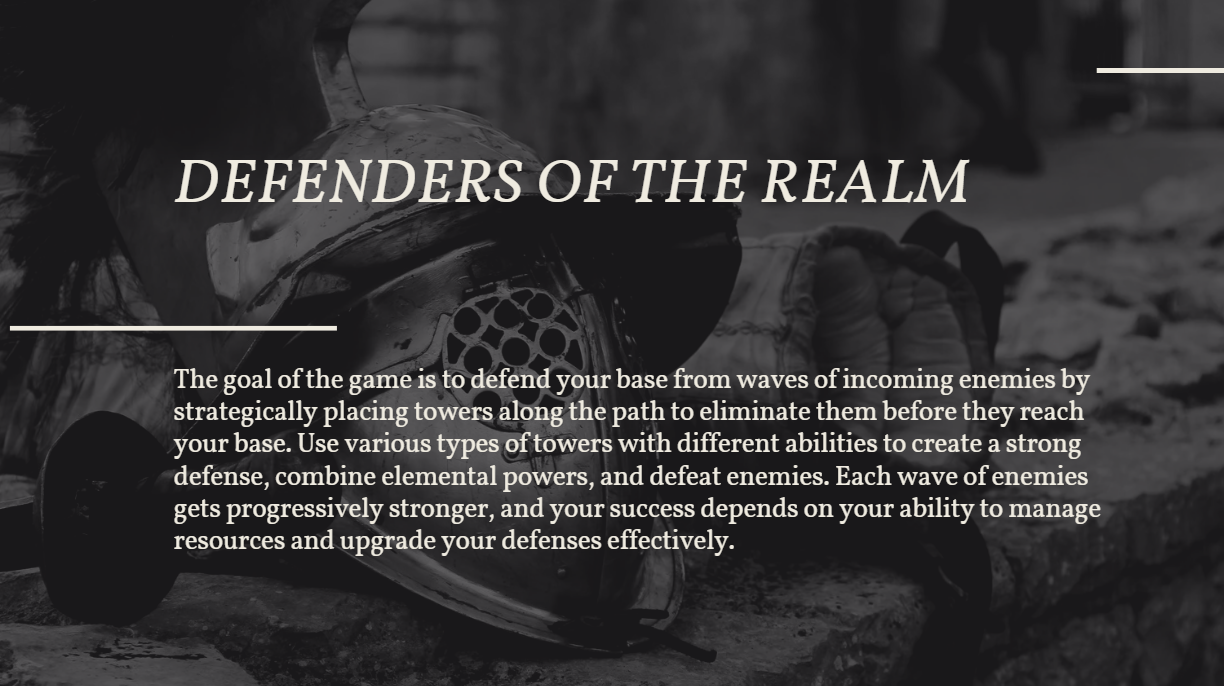 DEFENDERS OF THE REALM
The goal of the game is to defend your base from waves of incoming enemies by
strategically placing towers along the path to eliminate them before they reach
your base. Use various types of towers with different abilities to create a strong
defense, combine elemental powers, and defeat enemies. Each wave of enemies
gets progressively stronger, and your success depends on your ability to manage
resources and upgrade your defenses effectively.